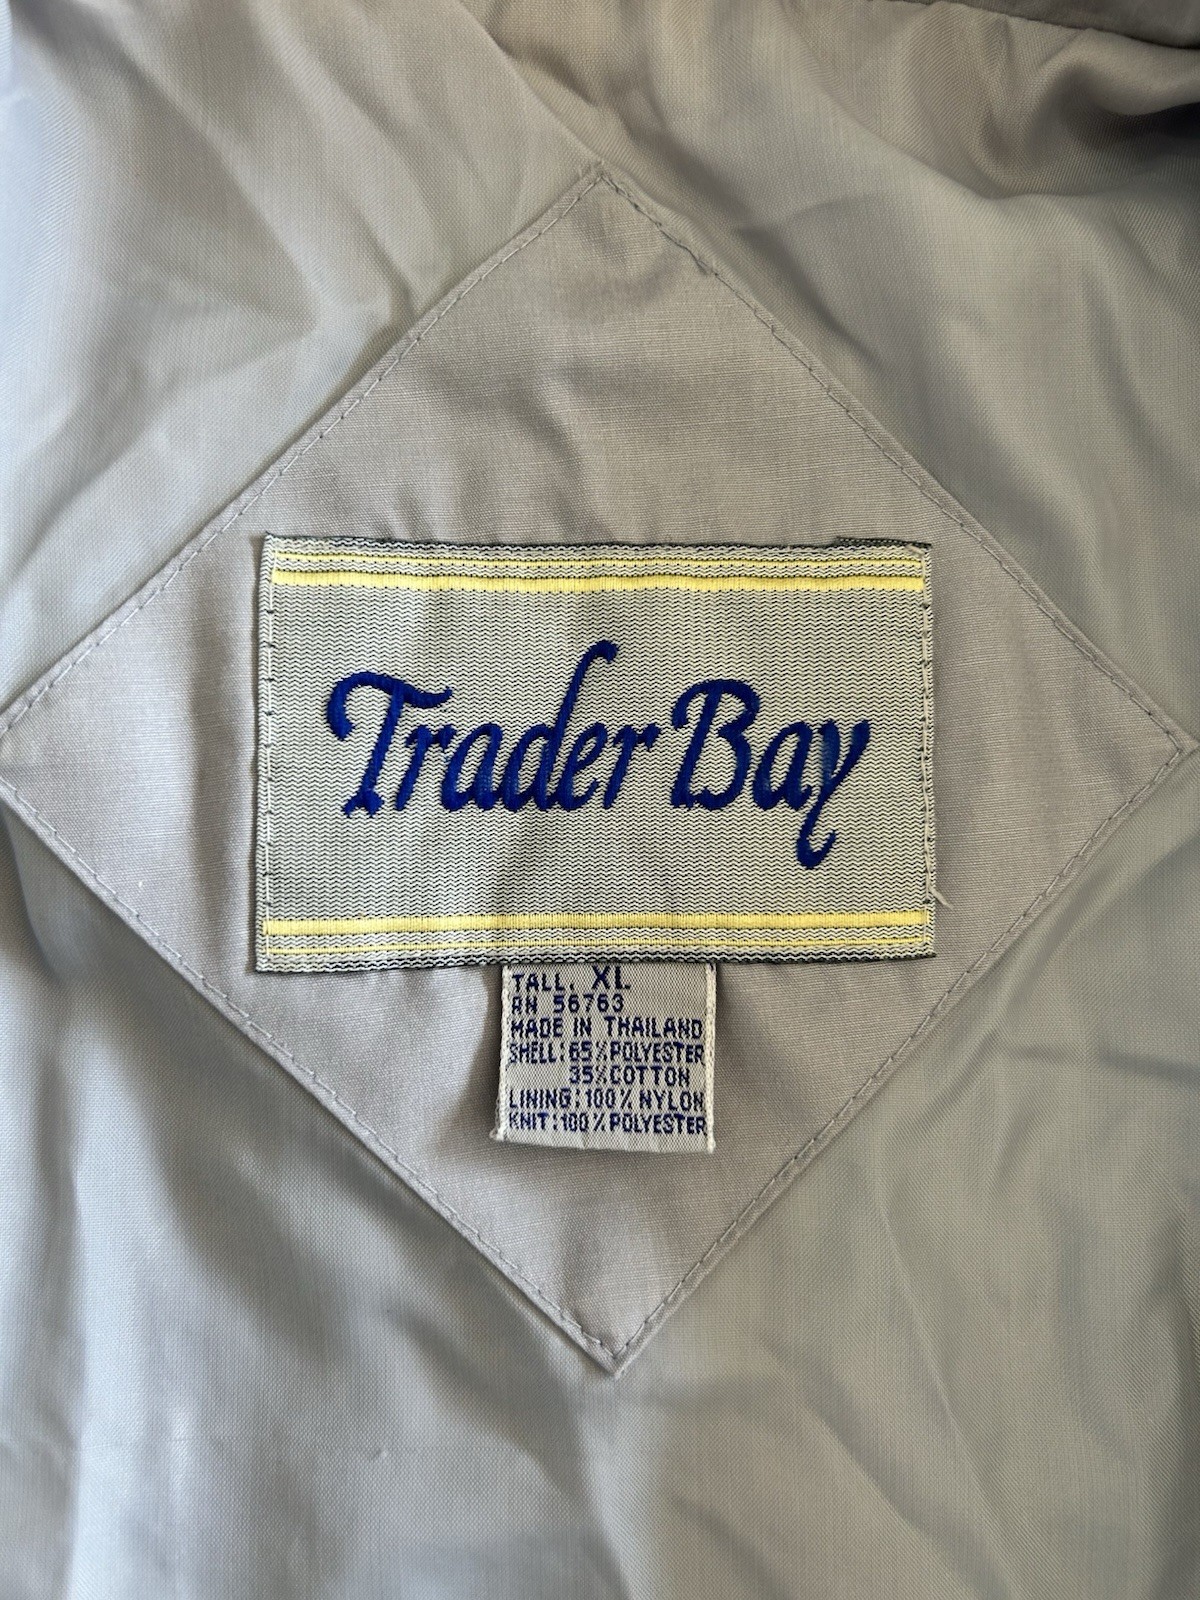 Trader Bay
TALL. XL
RN 56763
MADE IN THAILAND
SHELL:65%POLYESTER
35%COTTON
LINING:100% NYLON
KNIT:100%POLYESTER